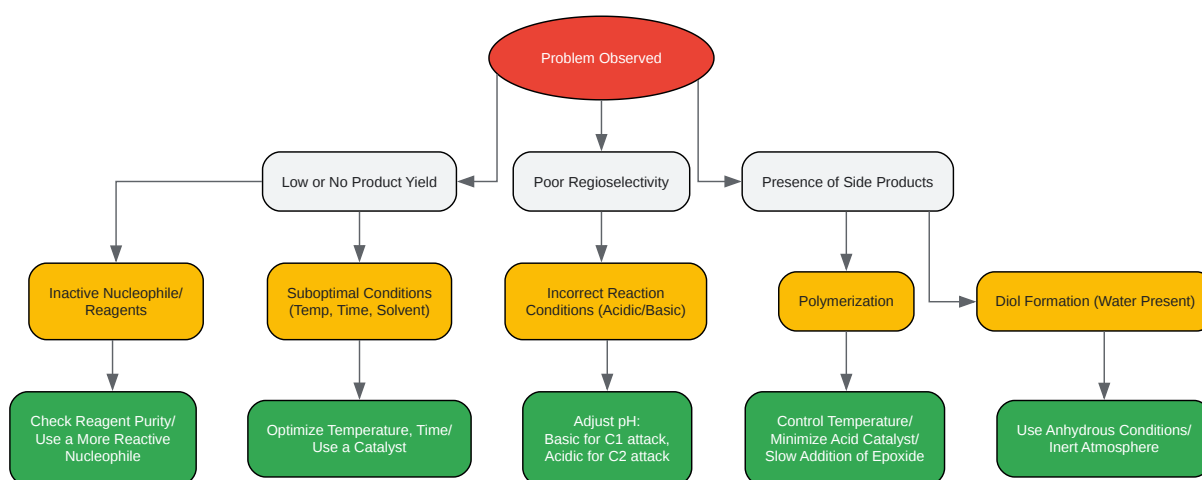 Problem Observed
Low or No Product Yield
Poor Regioselectivity
Presence of Side Products
Inactive Nucleophile/
Reagents
Suboptimal Conditions
(Temp, Time, Solvent)
Incorrect Reaction
Conditions (Acidic/Basic)
Polymerization
Diol Formation (Water Present)
Check Reagent Purity/
Use a More Reactive
Nucleophile
Optimize Temperature, Time/
Use a Catalyst
Adjust pH:
Basic for C1 attack,
Acidic for C2 attack
Control Temperature/
Minimize Acid Catalyst/
Slow Addition of Epoxide
Use Anhydrous Conditions/
Inert Atmosphere